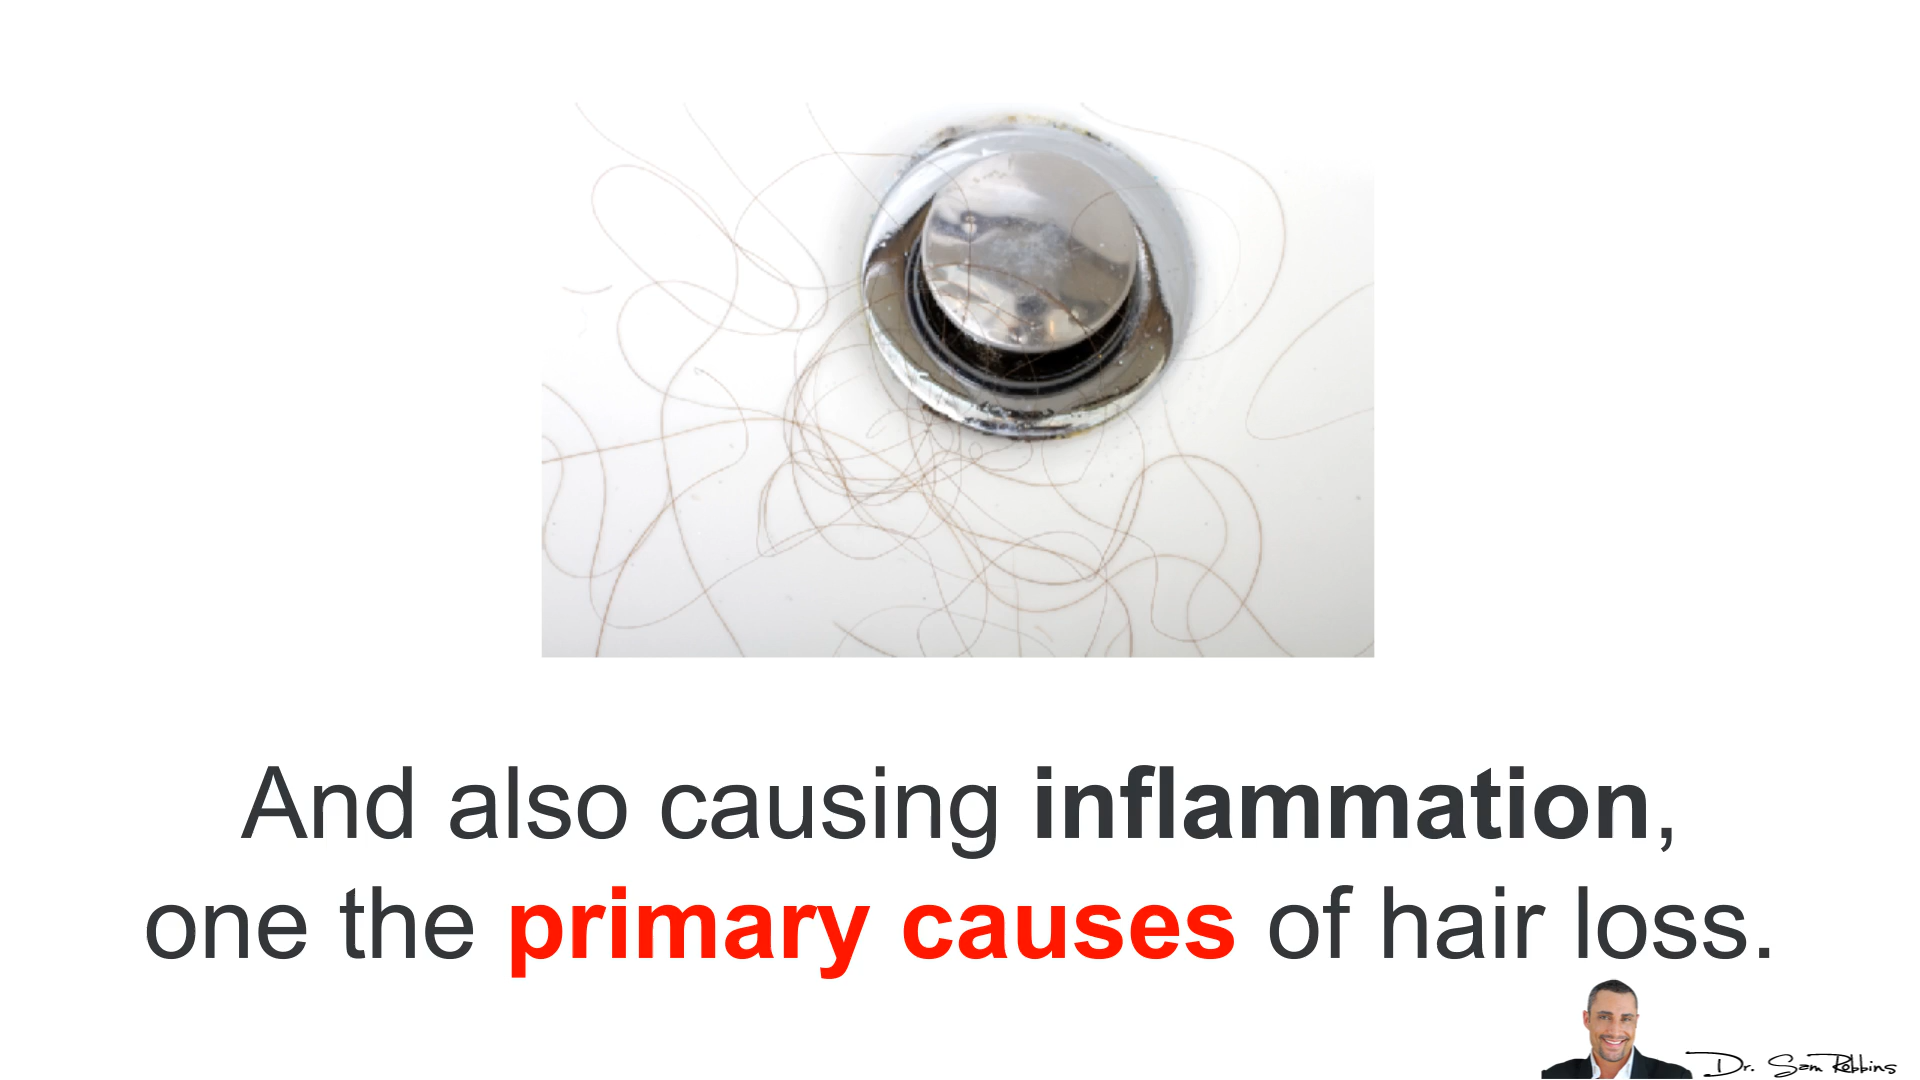 And also causing inflammation,
one the primary causes of hair loss.
Dr. Sam Robbins